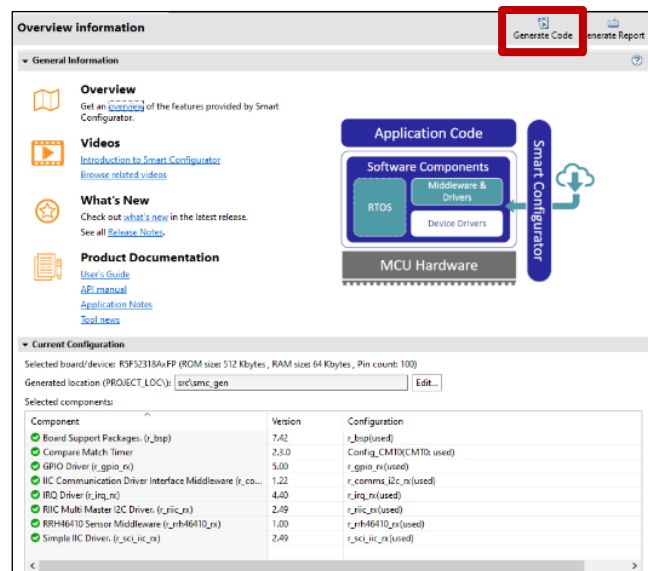 Overview information
Generate Code
enerate Report
General Information
Overview
Get an overview of the features provided by Smart
Configurator.
Videos
Introduction to Smart Configurator
Browse related videos
What's New
Check out what's new in the latest release.
See all Release Notes.
Product Documentation
User's Guide
API manual
Application Notes
Tool news
Application Code
Software Components
RTOS
Middleware &
Drivers
Device Drivers
MCU Hardware
Smart Configurator
Current Configuration
Selected board/device: R5F52318AxFP (ROM size: 512 Kbytes , RAM size: 64 Kbytes , Pin count: 100)
Generated location (PROJECT_LOC\): src\smc_gen Edit...
Selected components:
Component Version Configuration
Board Support Packages. (r_bsp) 7.42 r_bsp(used)
Compare Match Timer 2.3.0 Config_CMT0(CMT0: used)
GPIO Driver (r_gpio_rx) 5.00 r_gpio_rx(used)
IIC Communication Driver Interface Middleware (r_co... 1.22 r_comms_i2c_rx(used)
IRQ Driver (r_irq_rx) 4.40 r_irq_rx(used)
RIIC Multi Master I2C Driver. (r_riic_rx) 2.49 r_riic_rx(used)
RRH46410 Sensor Middleware (r_rrh46410_rx) 1.00 r_rrh46410_rx(used)
Simple IIC Driver. (r_sci_iic_rx) 2.49 r_sci_iic_rx(used)